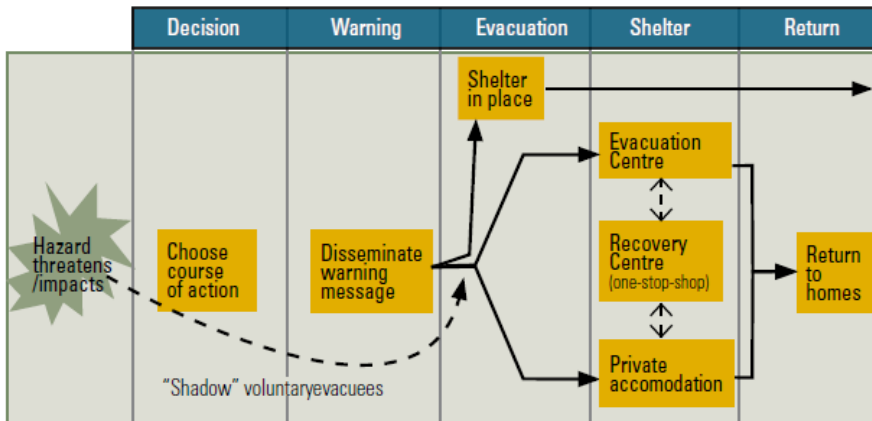 Decision
Warning
Evacuation
Shelter
Return
Shelter
in place
Evacuation
Centre
Hazard
threatens
/impacts
Choose
course
of action
Disseminate
warning
message
Recovery
Centre
(one-stop-shop)
Return
to
homes
Private
accomodation
"Shadow" voluntaryevacuees